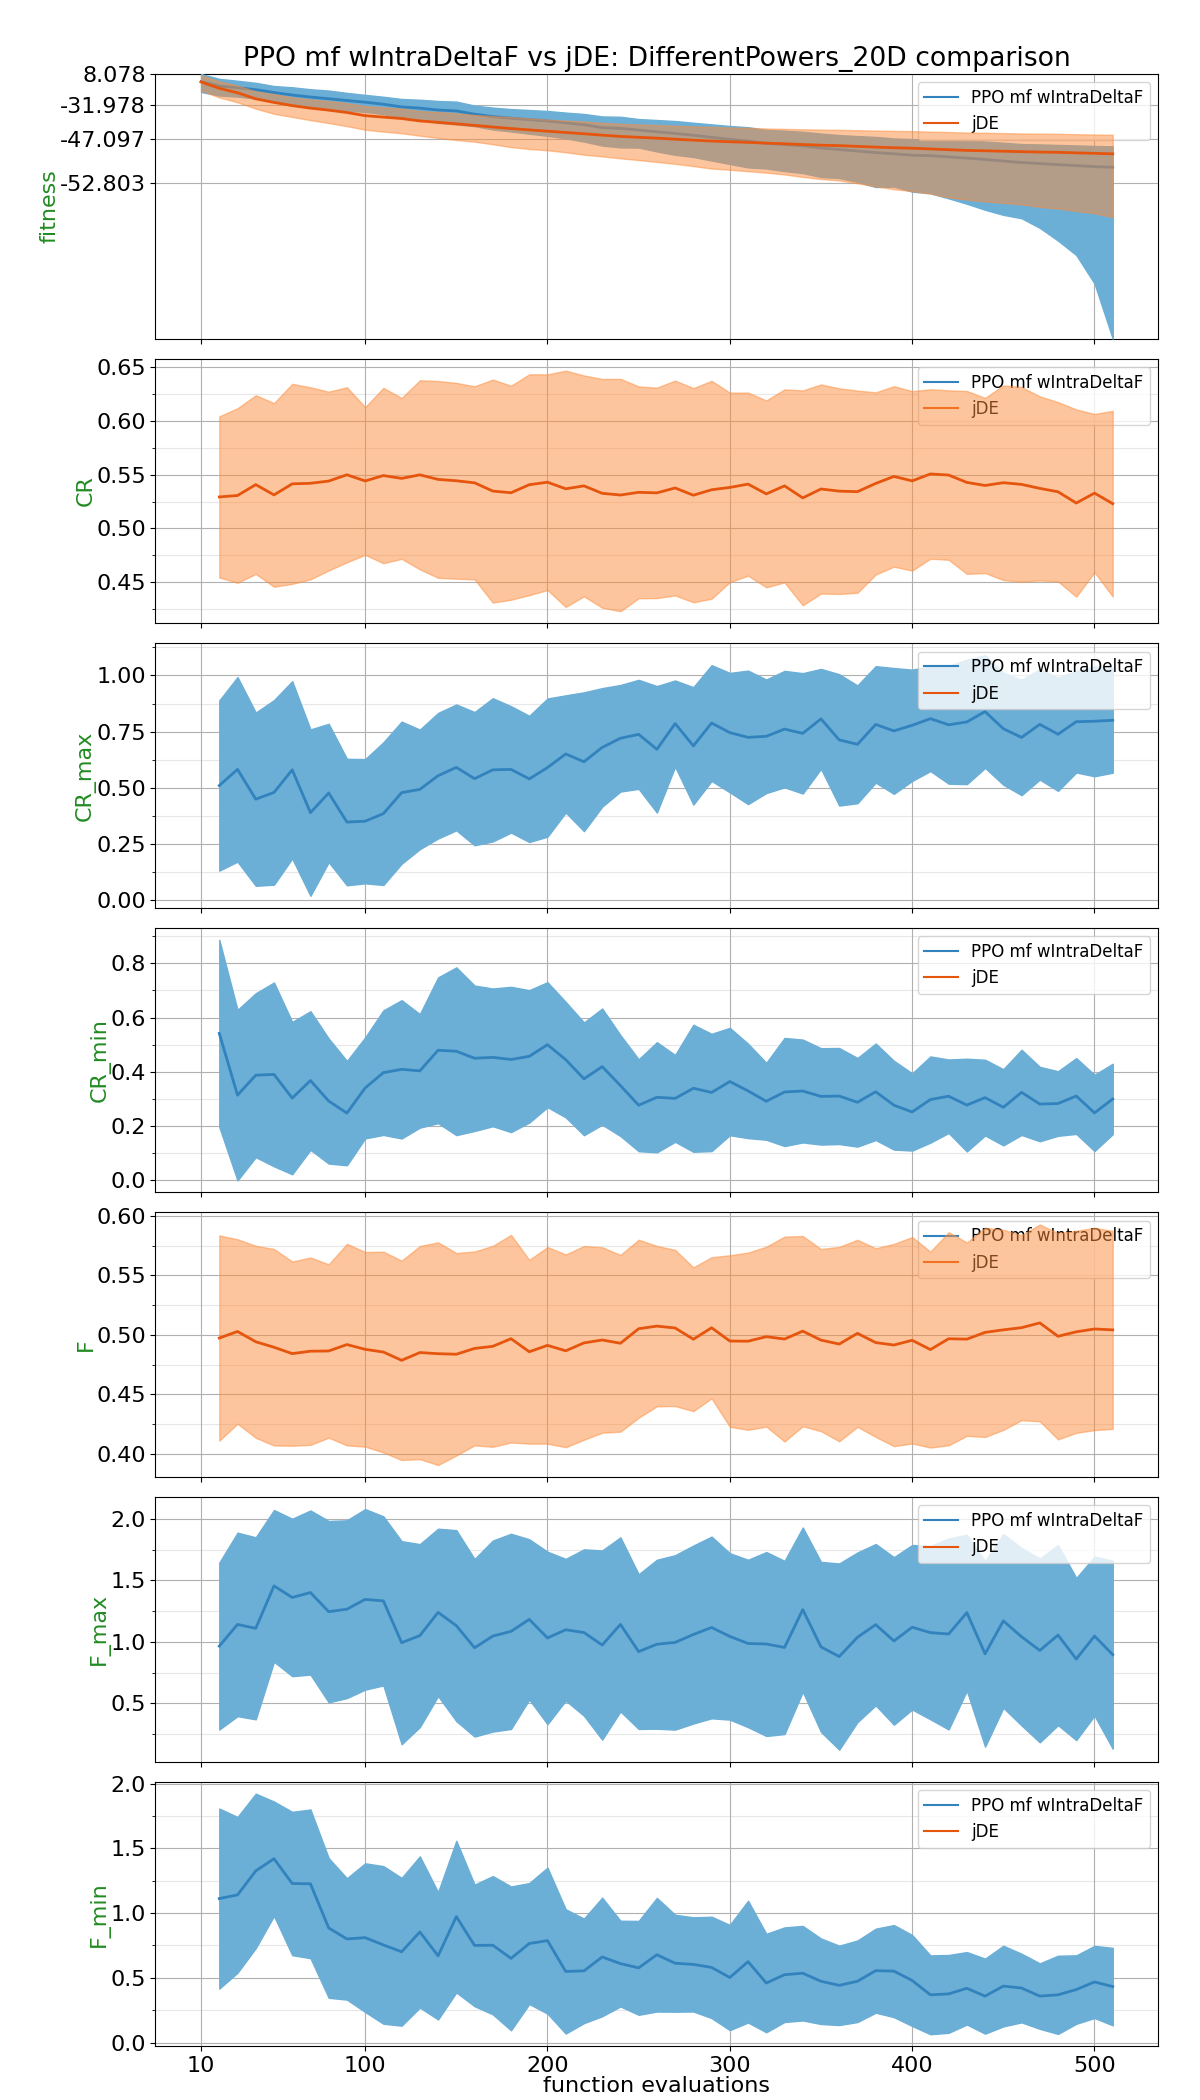 PPO mf wIntraDeltaF vs jDE: DifferentPowers_20D comparison
8.078
-31.978
-47.097
-52.803
fitness
PPO mf wIntraDeltaF
jDE
0.65
0.60
0.55
0.50
0.45
CR
PPO mf wIntraDeltaF
jDE
1.00
0.75
0.50
0.25
0.00
CR_max
PPO mf wIntraDeltaF
jDE
0.8
0.6
0.4
0.2
0.0
CR_min
PPO mf wIntraDeltaF
jDE
0.60
0.55
0.50
0.45
0.40
F
PPO mf wIntraDeltaF
jDE
2.0
1.5
1.0
0.5
F_max
PPO mf wIntraDeltaF
jDE
2.0
1.5
1.0
0.5
0.0
F_min
PPO mf wIntraDeltaF
jDE
10 100 200 300 400 500
function evaluations